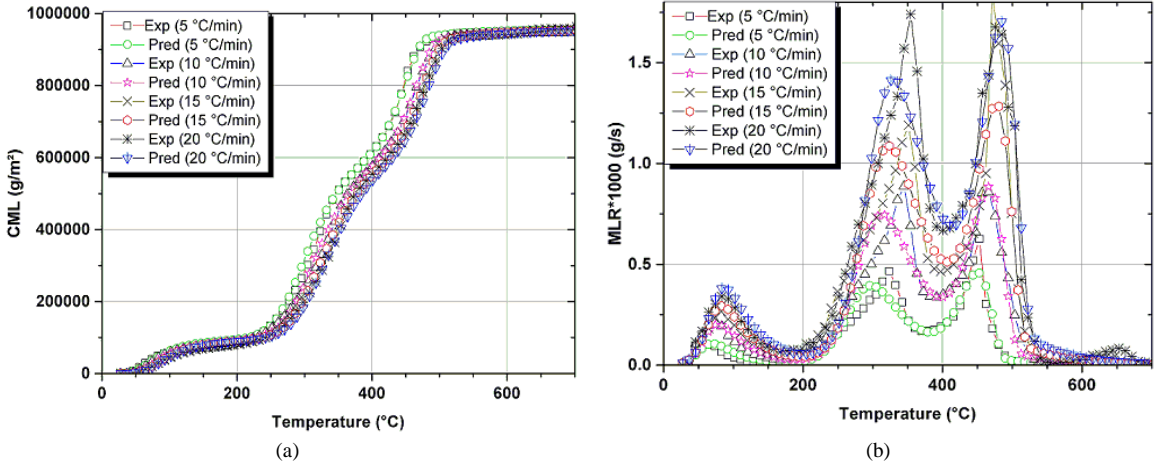 1000000
800000
600000
400000
200000
0
CML (g/m²)
Exp (5 °C/min)
Pred (5 °C/min)
Exp (10 °C/min)
Pred (10 °C/min)
Exp (15 °C/min)
Pred (15 °C/min)
Exp (20 °C/min)
Pred (20 °C/min)
0 200 400 600
Temperature (°C)
(a)
1.5
1.0
0.5
0.0
MLR*1000 (g/s)
Exp (5 °C/min)
Pred (5 °C/min)
Exp (10 °C/min)
Pred (10 °C/min)
Exp (15 °C/min)
Pred (15 °C/min)
Exp (20 °C/min)
Pred (20 °C/min)
0 200 400 600
Temperature (°C)
(b)